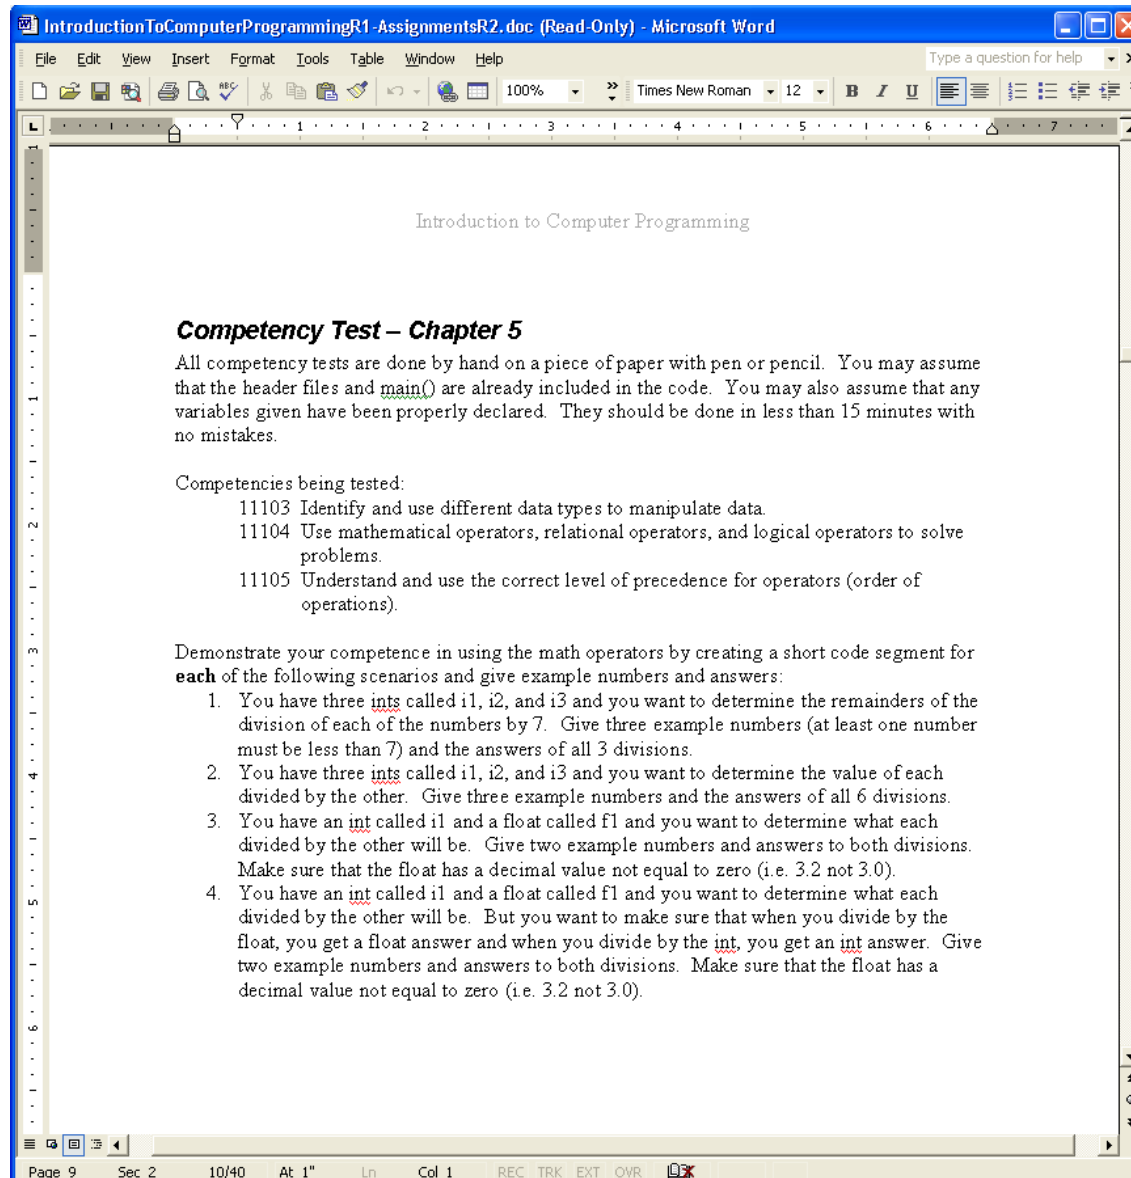 IntroductionToComputerProgrammingR1-AssignmentsR2.doc (Read-Only) - Microsoft Word
File Edit View Insert Format Tools Table Window Help Type a question for help
100% Times New Roman 12 B I U
1 2 3 4 5 6 7
Introduction to Computer Programming
Competency Test – Chapter 5
All competency tests are done by hand on a piece of paper with pen or pencil. You may assume
that the header files and main() are already included in the code. You may also assume that any
variables given have been properly declared. They should be done in less than 15 minutes with
no mistakes.
Competencies being tested:
11103 Identify and use different data types to manipulate data.
11104 Use mathematical operators, relational operators, and logical operators to solve
problems.
11105 Understand and use the correct level of precedence for operators (order of
operations).
Demonstrate your competence in using the math operators by creating a short code segment for
each of the following scenarios and give example numbers and answers:
1. You have three ints called i1, i2, and i3 and you want to determine the remainders of the
division of each of the numbers by 7. Give three example numbers (at least one number
must be less than 7) and the answers of all 3 divisions.
2. You have three ints called i1, i2, and i3 and you want to determine the value of each
divided by the other. Give three example numbers and the answers of all 6 divisions.
3. You have an int called i1 and a float called f1 and you want to determine what each
divided by the other will be. Give two example numbers and answers to both divisions.
Make sure that the float has a decimal value not equal to zero (i.e. 3.2 not 3.0).
4. You have an int called i1 and a float called f1 and you want to determine what each
divided by the other will be. But you want to make sure that when you divide by the
float, you get a float answer and when you divide by the int, you get an int answer. Give
two example numbers and answers to both divisions. Make sure that the float has a
decimal value not equal to zero (i.e. 3.2 not 3.0).
Page 9 Sec 2 10/40 At 1" Ln Col 1 REC TRK EXT OVR